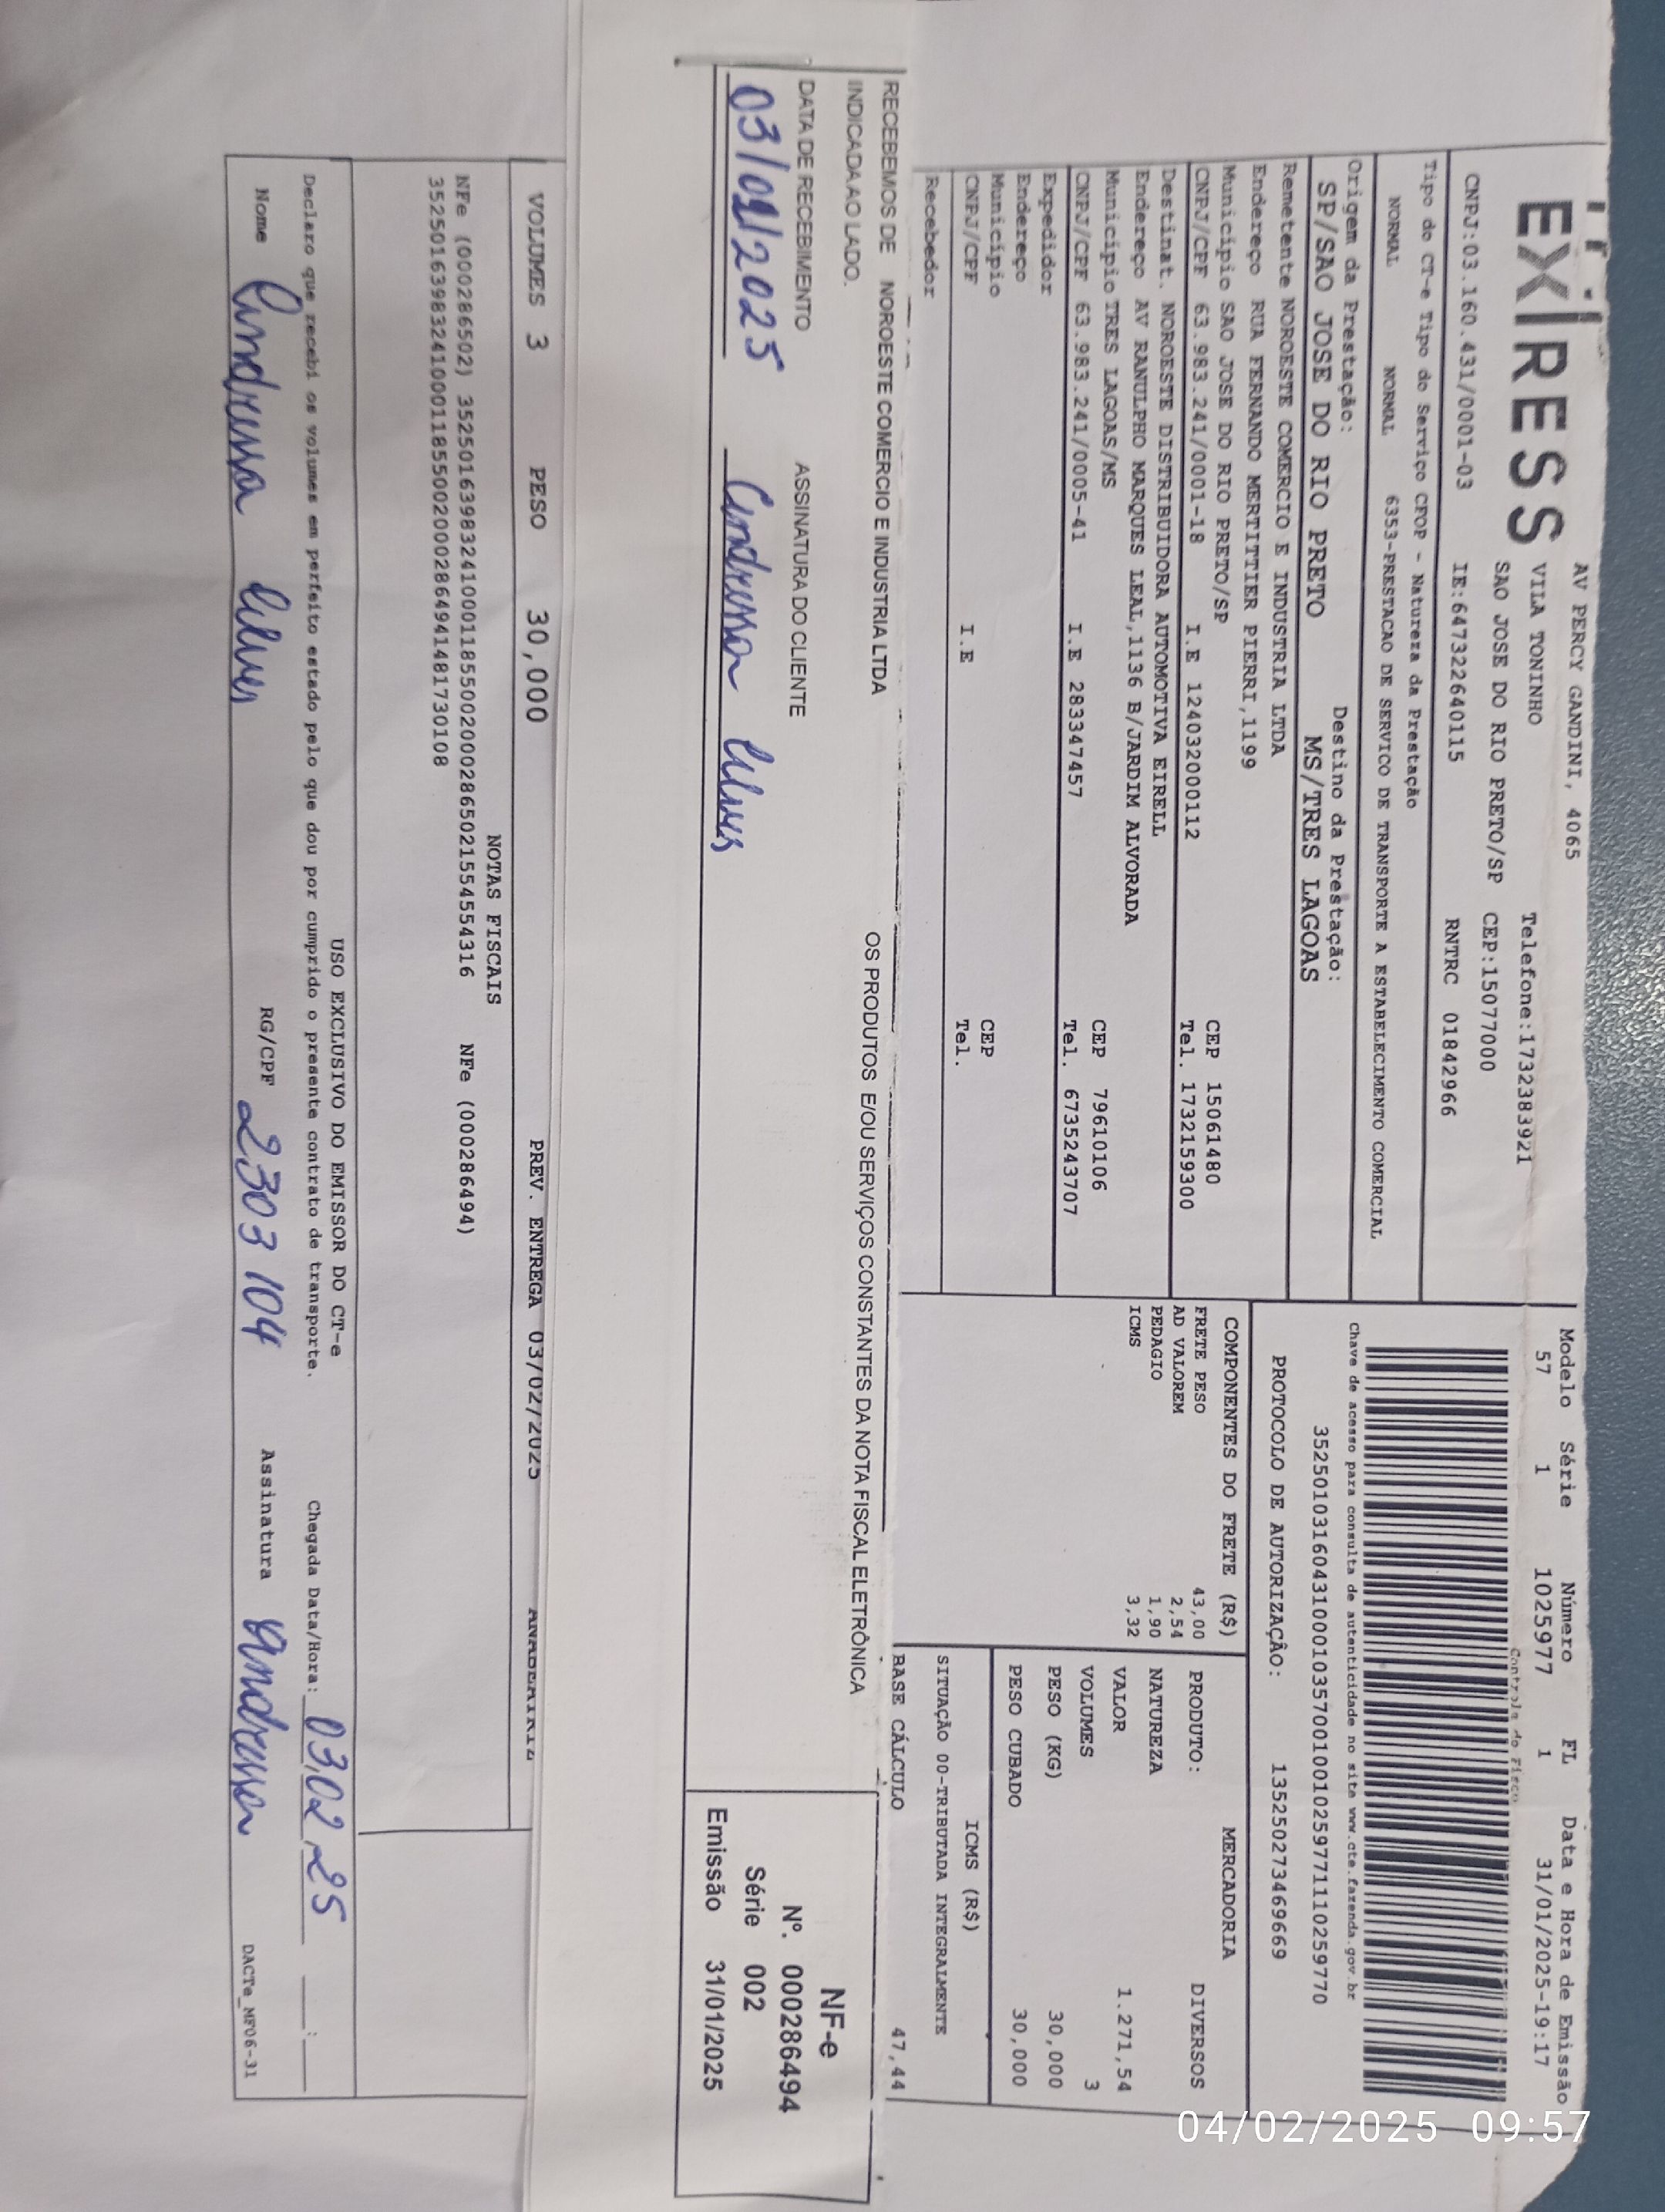 EXPRESS
AV PERCY GANDINI, 4065
VILA TONINHO Telefone:1732383921
SAO JOSE DO RIO PRETO/SP CEP:15077000
CNPJ:03.160.431/0001-03 IE:647322640115 RNTRC 01842966
Tipo do CT-e Tipo do Serviço CFOP - Natureza da Prestação
NORMAL NORMAL 6353-PRESTACAO DE SERVICO DE TRANSPORTE A ESTABELECIMENTO COMERCIAL
Origem da Prestação: Destino da Prestação:
SP/SAO JOSE DO RIO PRETO MS/TRES LAGOAS
Remetente NOROESTE COMERCIO E INDUSTRIA LTDA
Endereço RUA FERNANDO MERTITTIER PIERRI,1199
Município SAO JOSE DO RIO PRETO/SP CEP 15061480
CNPJ/CPF 63.983.241/0001-18 I.E 124032000112 Tel. 1732159300
Destinat. NOROESTE DISTRIBUIDORA AUTOMOTIVA EIRELL
Endereço AV RANULPHO MARQUES LEAL,1136 B/JARDIM ALVORADA
Município TRES LAGOAS/MS CEP 79610106
CNPJ/CPF 63.983.241/0005-41 I.E 283347457 Tel. 6735243707
Expedidor
Endereço
Município CEP
CNPJ/CPF I.E Tel.
Recebedor
Modelo Série Número FL Data e Hora de Emissão
57 1 1025977 1 31/01/2025-19:17
Controle do Fisco
Chave de acesso para consulta de autenticidade no site www.cte.fazenda.gov.br
35250103160431000103570010010259771110259770
PROTOCOLO DE AUTORIZAÇÃO: 135250273469669
COMPONENTES DO FRETE (R$)
FRETE PESO 43,00
AD VALOREM 2,54
PEDAGIO 1,90
ICMS 3,32
MERCADORIA
PRODUTO: DIVERSOS
NATUREZA
VALOR 1.271,54
VOLUMES 3
PESO (KG) 30,000
PESO CUBADO 30,000
ICMS (R$)
SITUAÇÃO 00-TRIBUTADA INTEGRALMENTE
BASE CÁLCULO 47,44
RECEBEMOS DE NOROESTE COMERCIO E INDUSTRIA LTDA OS PRODUTOS E/OU SERVIÇOS CONSTANTES DA NOTA FISCAL ELETRÔNICA
INDICADA AO LADO.
DATA DE RECEBIMENTO ASSINATURA DO CLIENTE
03/02/2025 Andressa Alves
NF-e
Nº. 000286494
Série 002
Emissão 31/01/2025
VOLUMES 3 PESO 30,000 PREV. ENTREGA 03/02/2025 ANABEATRIZ
NOTAS FISCAIS
NFe (000286502) 35250163983241000118550020002865021554554316 NFe (000286494)
35250163983241000118550020002864941481730108
USO EXCLUSIVO DO EMISSOR DO CT-e
Declaro que recebi os volumes em perfeito estado pelo que dou por cumprido o presente contrato de transporte. Chegada Data/Hora: 03,02,25 :
Nome Andressa Alves RG/CPF 2303104 Assinatura Andressa
DACTe_MF06-31
04/02/2025 09:57